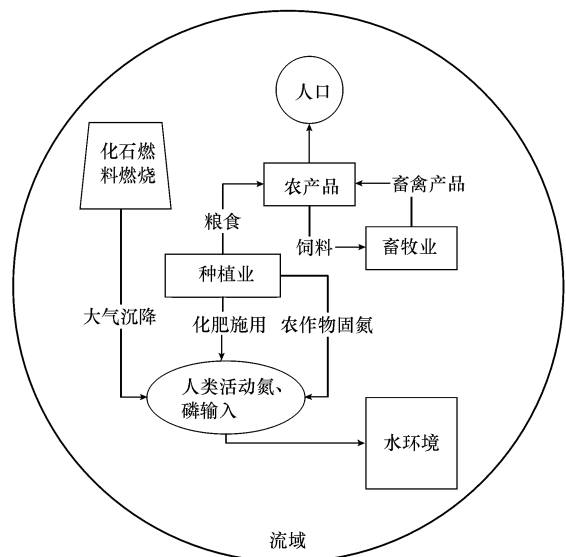 人口
化石燃
料燃烧
农产品
畜禽产品
粮食
饲料
畜牧业
种植业
大气沉降
化肥施用
农作物固氮
人类活动氮、
磷输入
水环境
流域